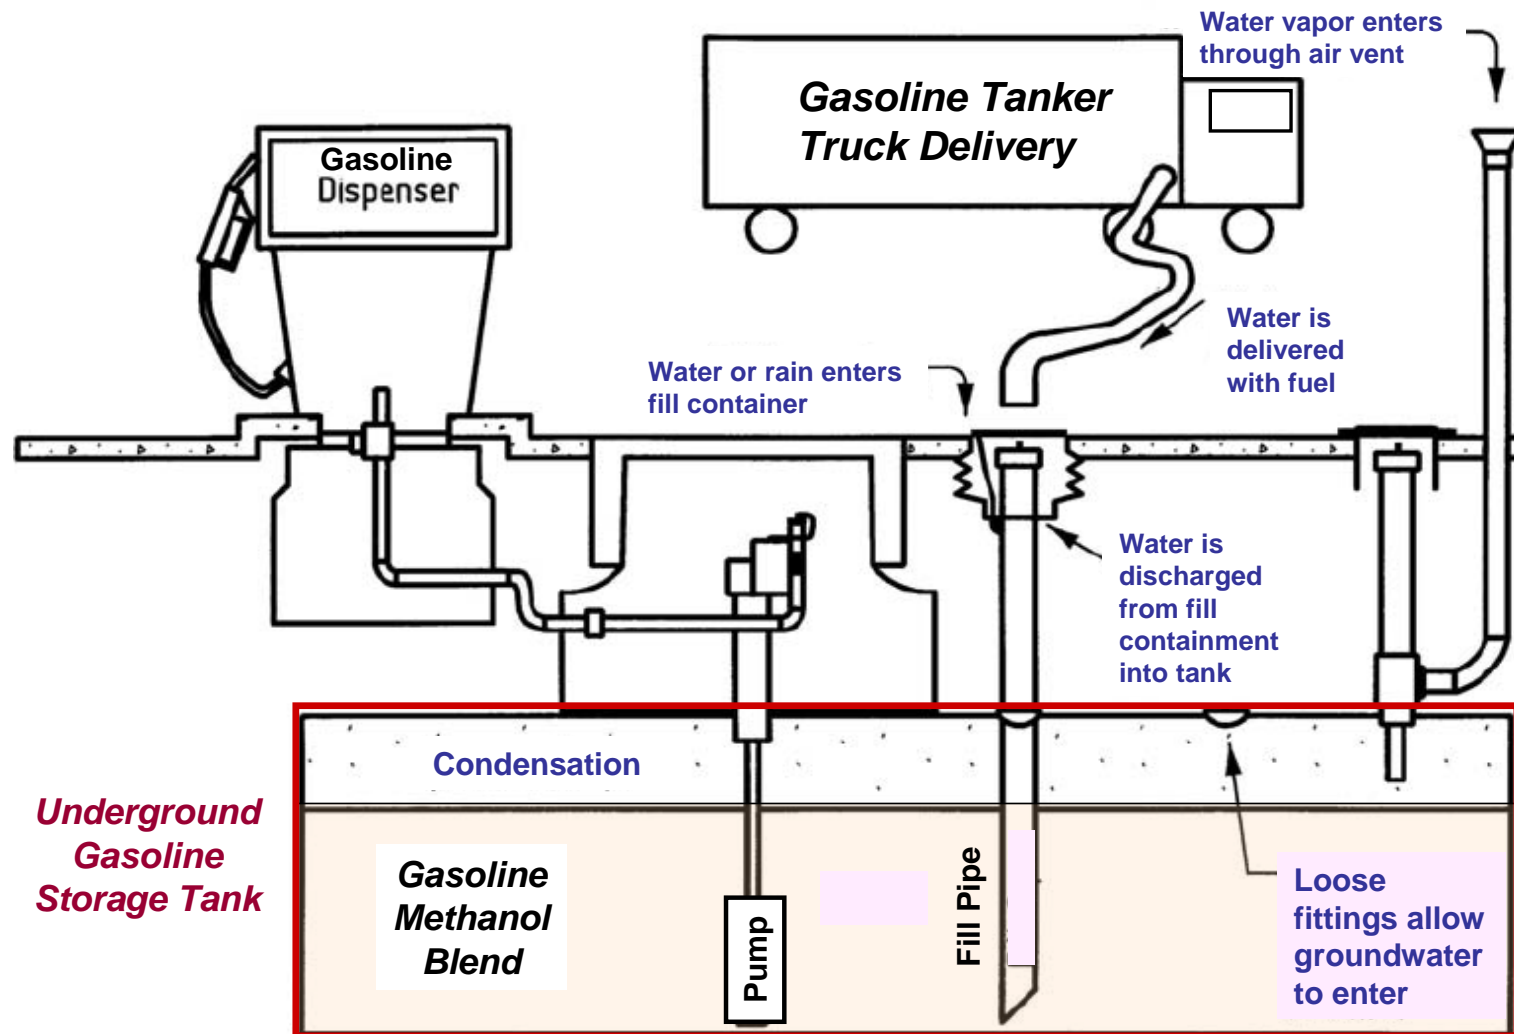 Water vapor enters
through air vent
Gasoline Tanker
Truck Delivery
Gasoline
Dispenser
Water is
delivered
with fuel
Water or rain enters
fill container
Water is
discharged
from fill
containment
into tank
Condensation
Underground
Gasoline
Storage Tank
Gasoline
Methanol
Blend
Pump
Fill Pipe
Loose
fittings allow
groundwater
to enter